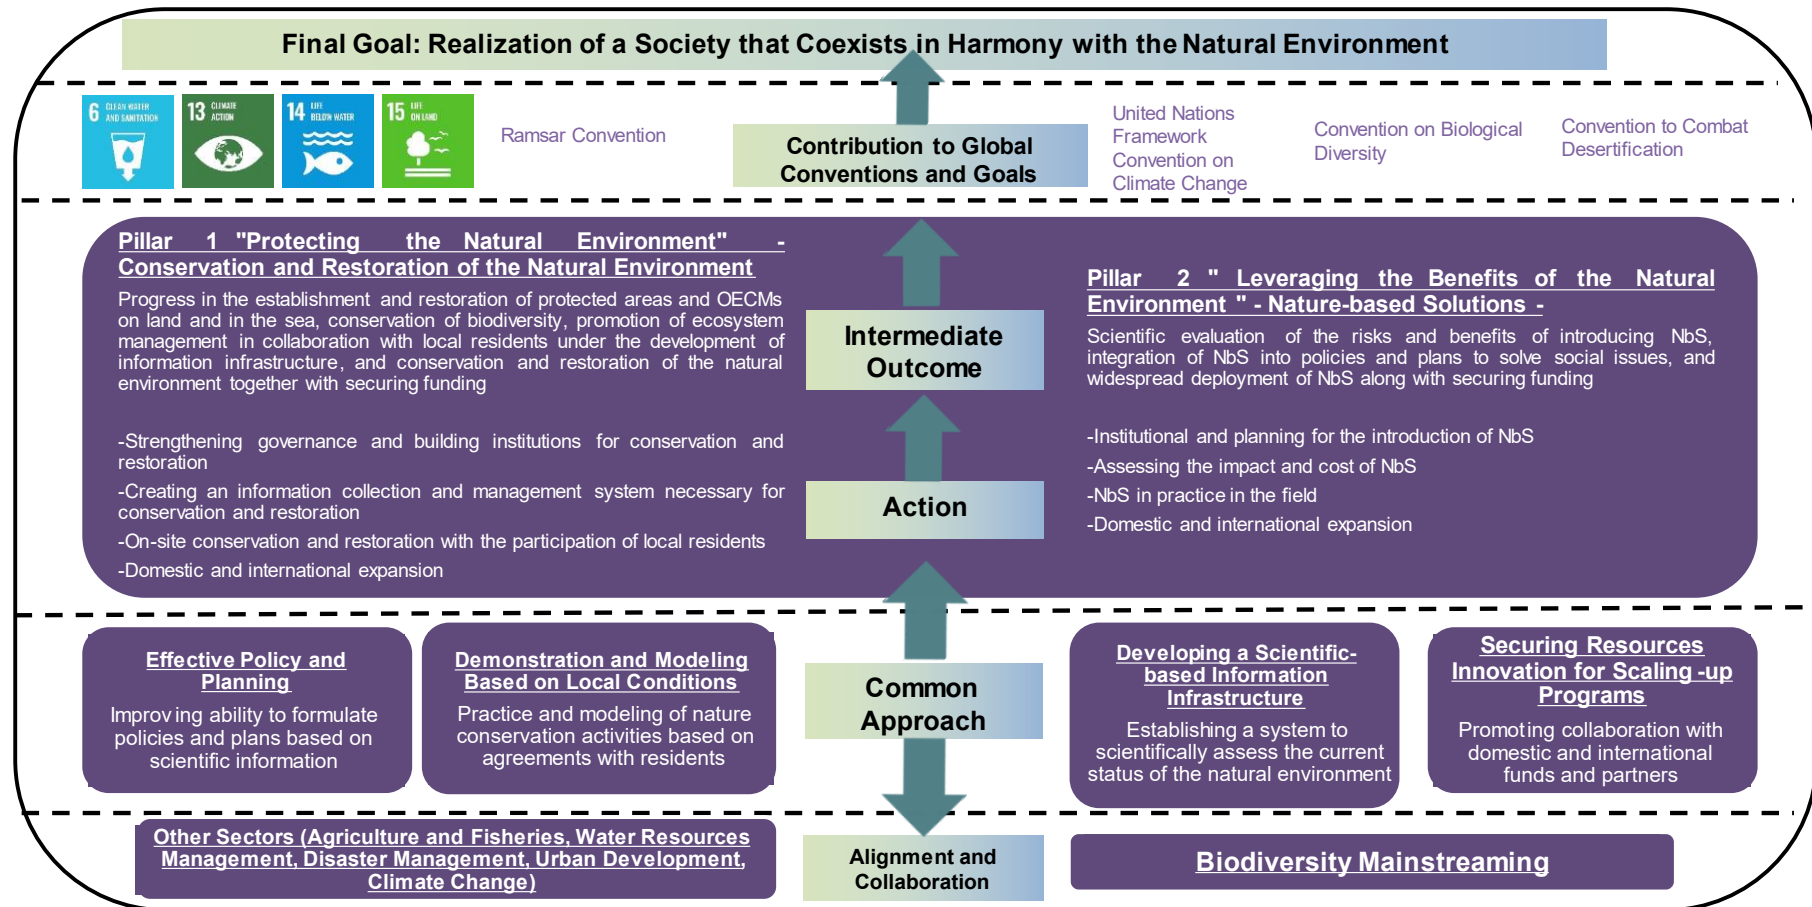 Final Goal: Realization of a Society that Coexists in Harmony with the Natural Environment
6 CLEAN WATER
AND SANITATION
13 CLIMATE
ACTION
14 LIFE
BELOW WATER
15 LIFE
ON LAND
Ramsar Convention
Contribution to Global
Conventions and Goals
United Nations
Framework
Convention on
Climate Change
Convention on Biological
Diversity
Convention to Combat
Desertification
Pillar 1 "Protecting the Natural Environment" -
Conservation and Restoration of the Natural Environment
Progress in the establishment and restoration of protected areas and OECMs
on land and in the sea, conservation of biodiversity, promotion of ecosystem
management in collaboration with local residents under the development of
information infrastructure, and conservation and restoration of the natural
environment together with securing funding
-Strengthening governance and building institutions for conservation and
restoration
-Creating an information collection and management system necessary for
conservation and restoration
-On-site conservation and restoration with the participation of local residents
-Domestic and international expansion
Intermediate
Outcome
Action
Pillar 2 " Leveraging the Benefits of the Natural
Environment " - Nature-based Solutions -
Scientific evaluation of the risks and benefits of introducing NbS,
integration of NbS into policies and plans to solve social issues, and
widespread deployment of NbS along with securing funding
-Institutional and planning for the introduction of NbS
-Assessing the impact and cost of NbS
-NbS in practice in the field
-Domestic and international expansion
Effective Policy and
Planning
Improving ability to formulate
policies and plans based on
scientific information
Demonstration and Modeling
Based on Local Conditions
Practice and modeling of nature
conservation activities based on
agreements with residents
Common
Approach
Developing a Scientific-
based Information
Infrastructure
Establishing a system to
scientifically assess the current
status of the natural environment
Securing Resources
Innovation for Scaling -up
Programs
Promoting collaboration with
domestic and international
funds and partners
Other Sectors (Agriculture and Fisheries, Water Resources
Management, Disaster Management, Urban Development,
Climate Change)
Alignment and
Collaboration
Biodiversity Mainstreaming